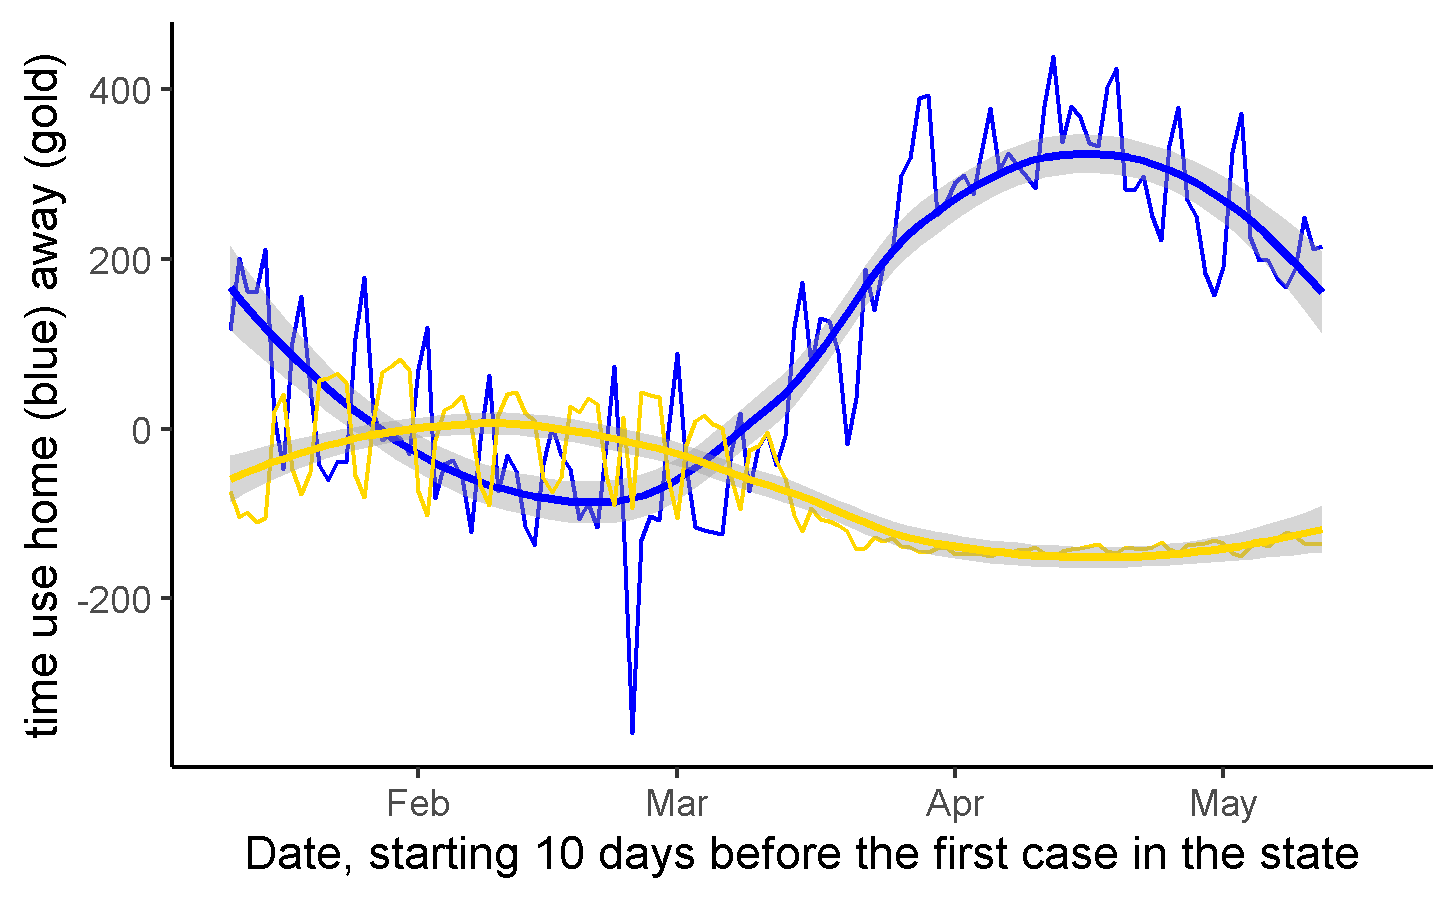 time use home (blue) away (gold)
400
200
0
-200
Feb Mar Apr May
Date, starting 10 days before the first case in the state